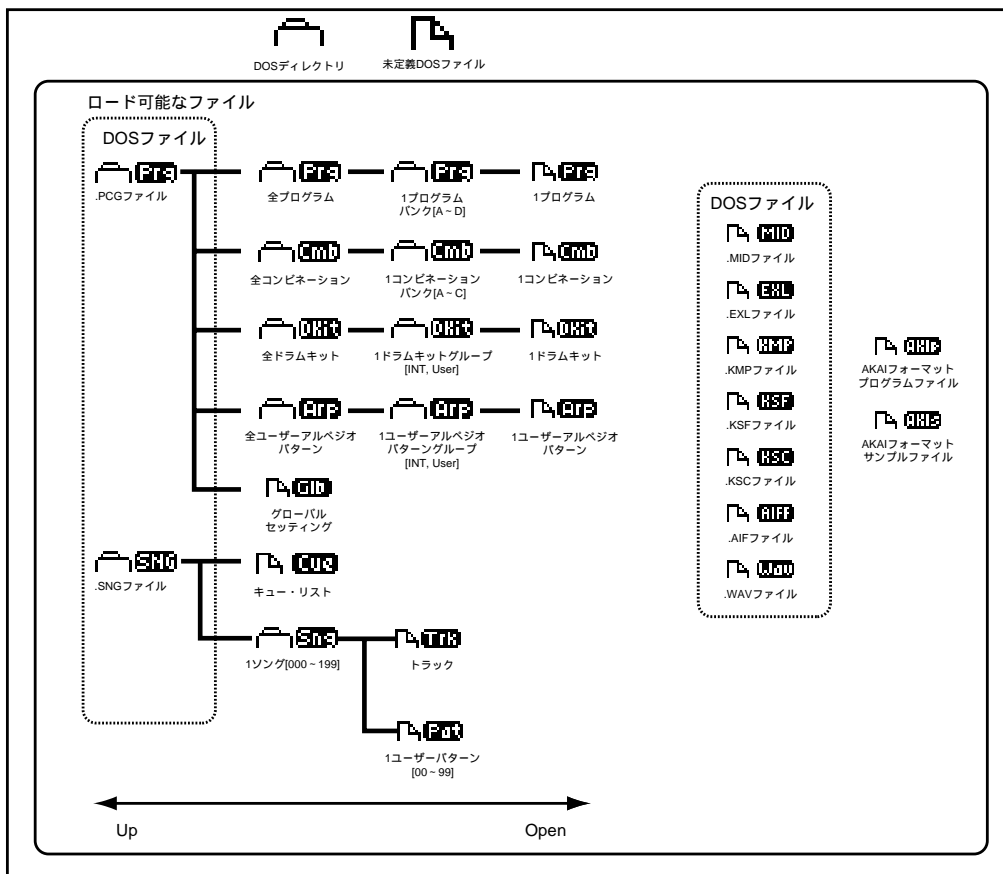 DOSディレクトリ
未定義DOSファイル
ロード可能なファイル
DOSファイル
Prg
.PCGファイル
Prg
全プログラム
Prg
1プログラム
バンク[A～D]
Prg
1プログラム
Cmb
全コンビネーション
Cmb
1コンビネーション
バンク[A～C]
Cmb
1コンビネーション
DKit
全ドラムキット
DKit
1ドラムキットグループ
[INT, User]
DKit
1ドラムキット
Arp
全ユーザーアルペジオ
パターン
Arp
1ユーザーアルペジオ
パターングループ
[INT, User]
Arp
1ユーザーアルペジオ
パターン
Glb
グローバル
セッティング
SNG
.SNGファイル
Cue
キュー・リスト
Sng
1ソング[000～199]
Trk
トラック
Pat
1ユーザーパターン
[00～99]
Up
Open
DOSファイル
MID
.MIDファイル
EXL
.EXLファイル
KMP
.KMPファイル
KSF
.KSFファイル
KSC
.KSCファイル
AIFF
.AIFファイル
Wav
.WAVファイル
AKIP
AKAIフォーマット
プログラムファイル
AKIS
AKAIフォーマット
サンプルファイル